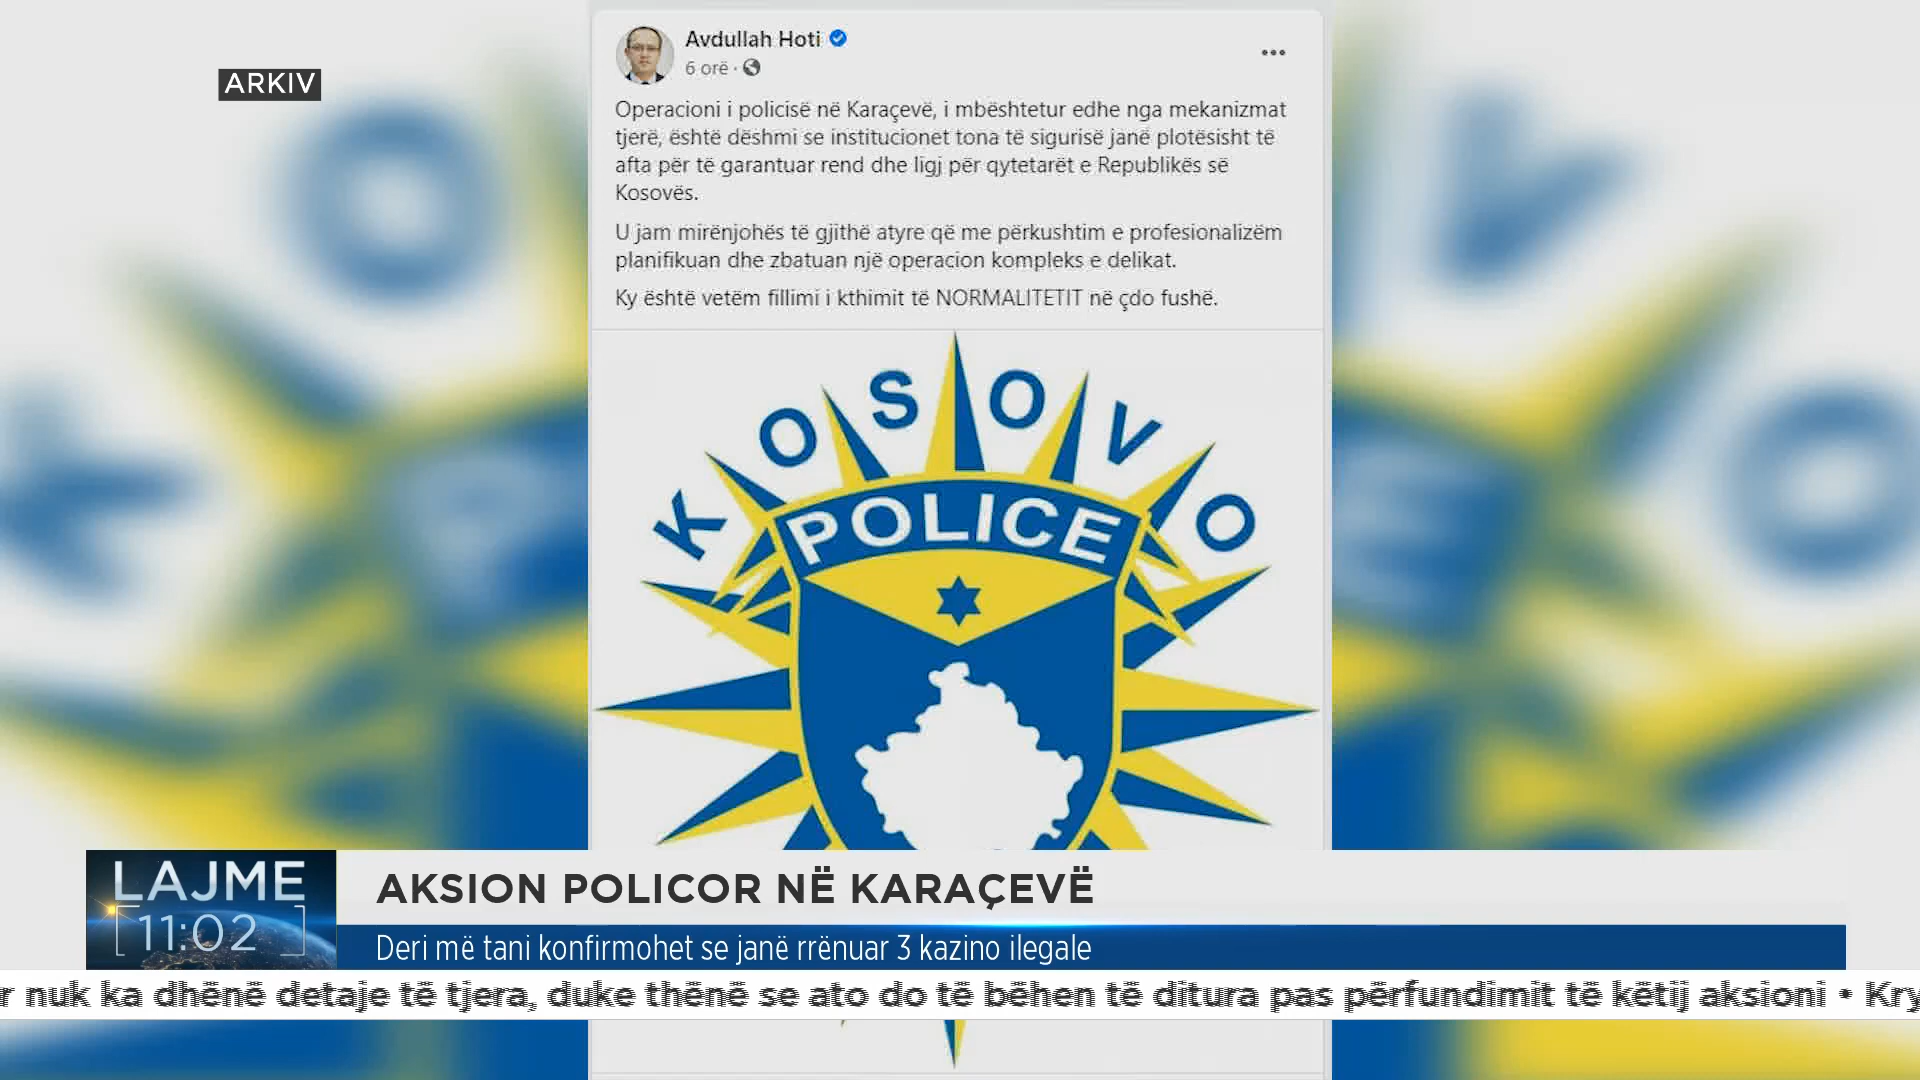 ARKIV
Avdullah Hoti
6 orë ·
Operacioni i policisë në Karaçevë, i mbështetur edhe nga mekanizmat
tjerë, është dëshmi se institucionet tona të sigurisë janë plotësisht të
afta për të garantuar rend dhe ligj për qytetarët e Republikës së
Kosovës.
U jam mirënjohës të gjithë atyre që me përkushtim e profesionalizëm
planifikuan dhe zbatuan një operacion kompleks e delikat.
Ky është vetëm fillimi i kthimit të NORMALITETIT në çdo fushë.
KOSOVO
POLICE
LAJME
11:02
AKSION POLICOR NË KARAÇEVË
Deri më tani konfirmohet se janë rrënuar 3 kazino ilegale
r nuk ka dhënë detaje të tjera, duke thënë se ato do të bëhen të ditura pas përfundimit të këtij aksioni • Kry